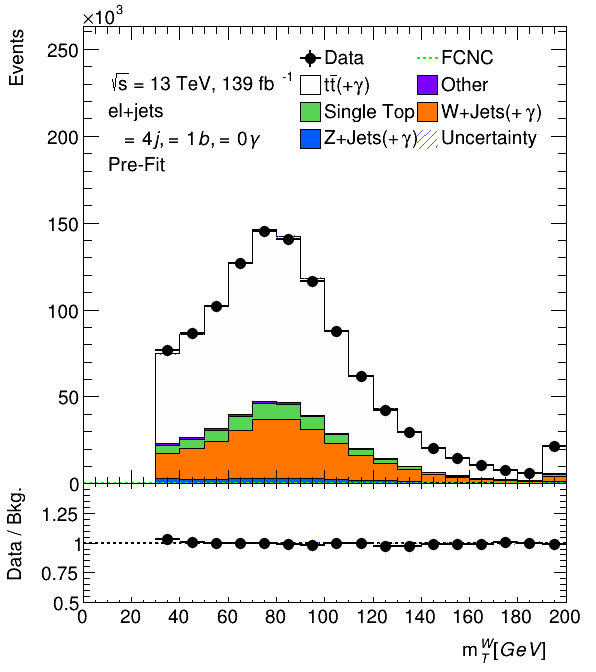 ×10³
Events
250
200
150
100
50
0
√s = 13 TeV, 139 fb⁻¹
el+jets
= 4j, = 1b, = 0γ
Pre-Fit
Data
FCNC
tt̄(+γ)
Other
Single Top
W+Jets(+γ)
Z+Jets(+γ)
Uncertainty
Data / Bkg.
1.25
1
0.75
0.5
0 20 40 60 80 100 120 140 160 180 200
m_T^W [GeV]